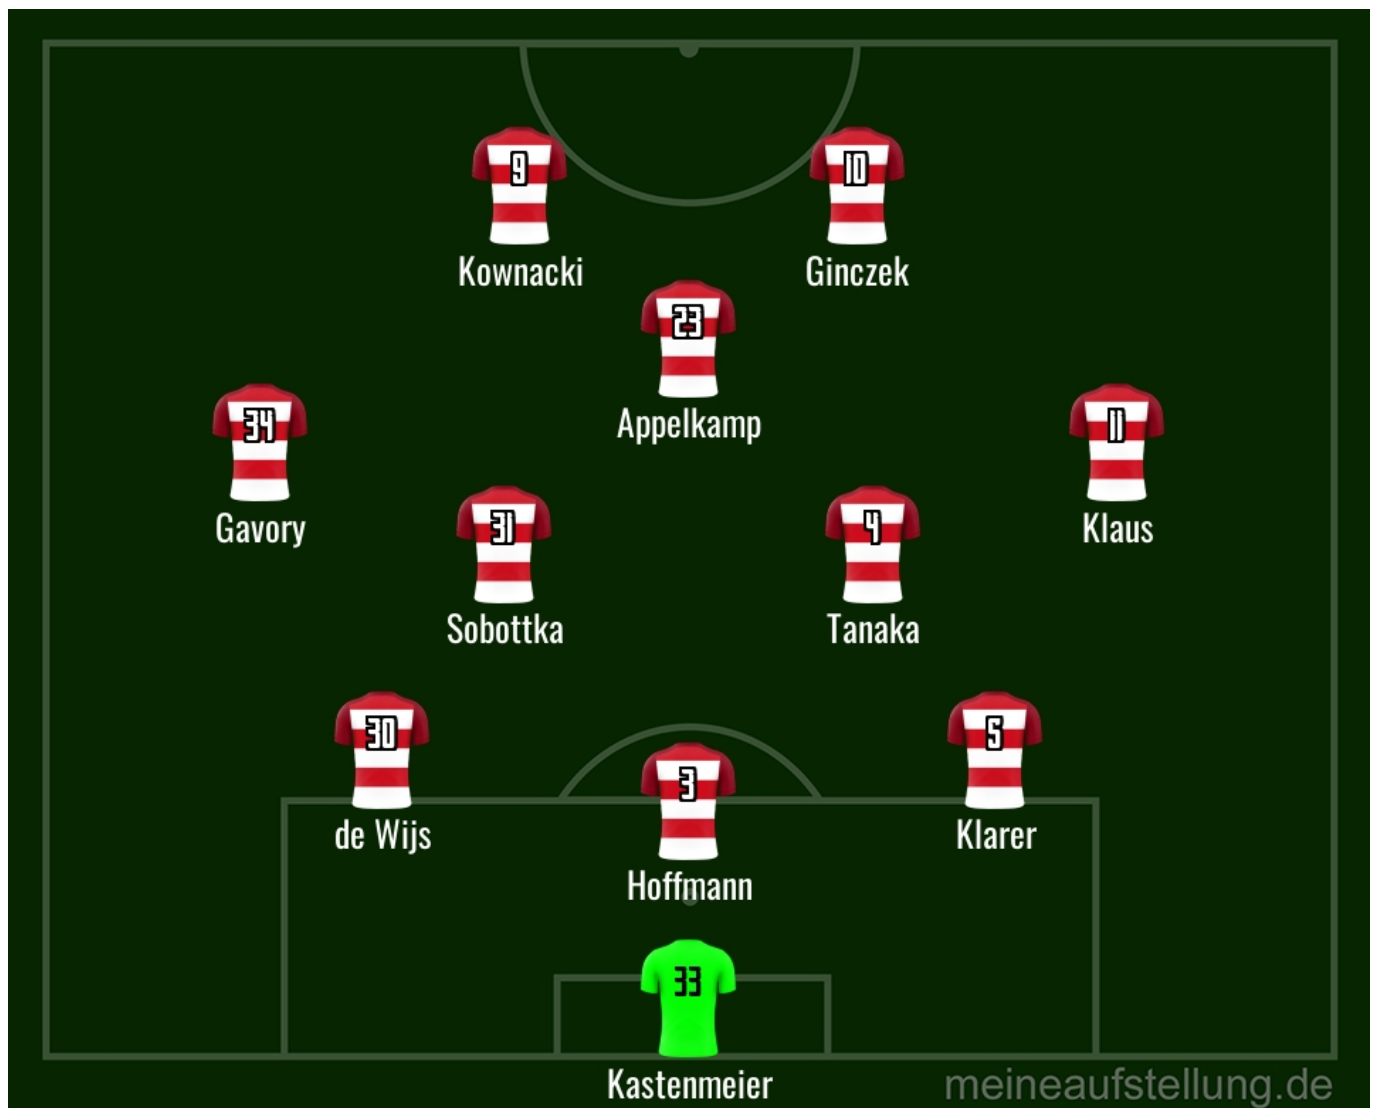 9
10
Kownacki
Ginczek
23
Appelkamp
34
11
Gavory
Klaus
31
4
Sobottka
Tanaka
30
5
de Wijs
Klarer
3
Hoffmann
33
Kastenmeier
meineaufstellung.de